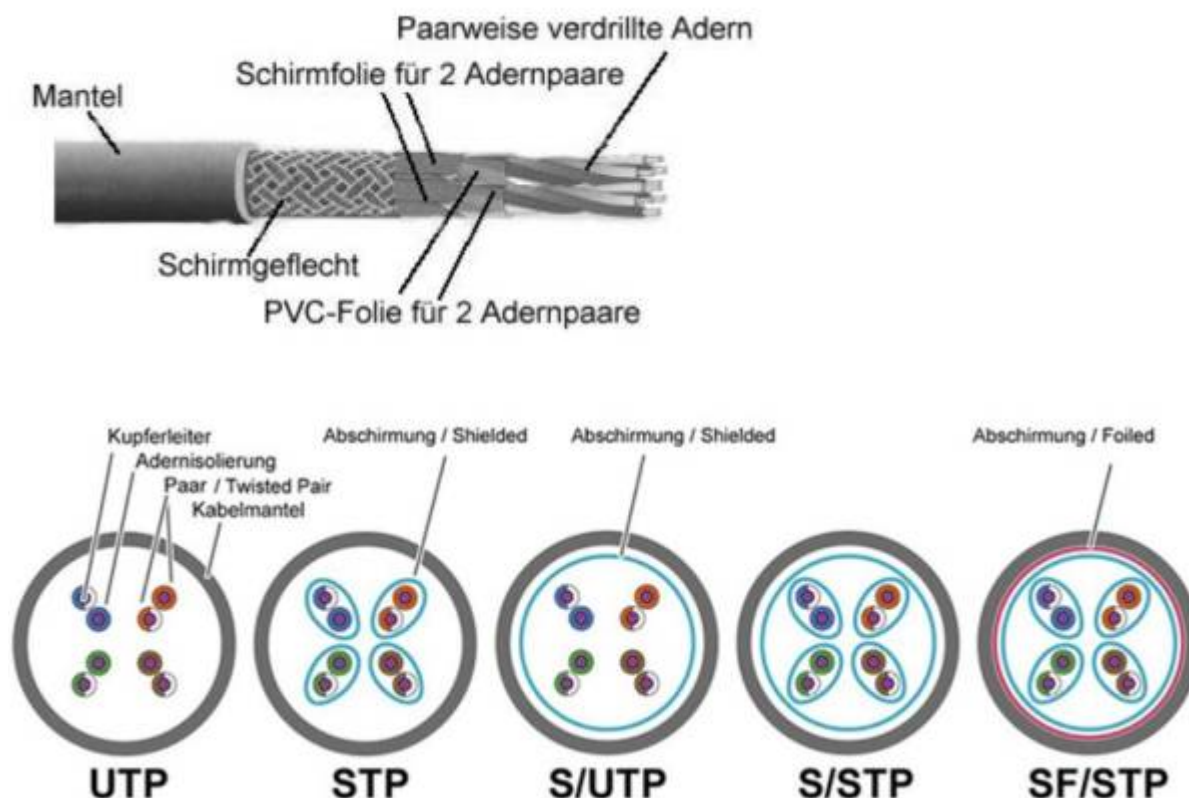 Paarweise verdrillte Adern
Schirmfolie für 2 Adernpaare
Mantel
Schirmgeflecht
PVC-Folie für 2 Adernpaare
Kupferleiter
Adernisolierung
Paar / Twisted Pair
Kabelmantel
Abschirmung / Shielded
Abschirmung / Shielded
Abschirmung / Foiled
UTP
STP
S/UTP
S/STP
SF/STP